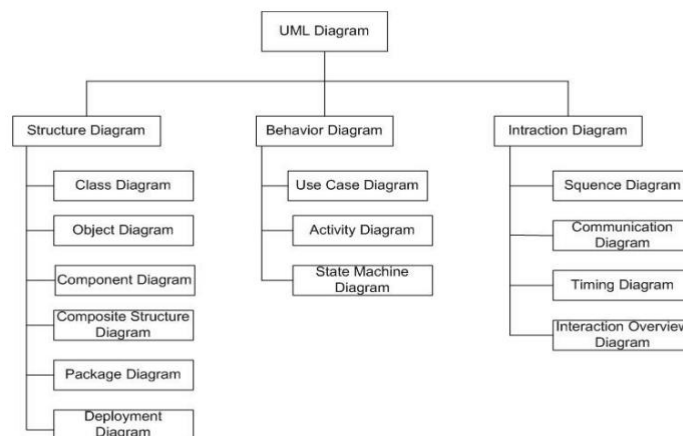 UML Diagram
Structure Diagram
Behavior Diagram
Intraction Diagram
Class Diagram
Object Diagram
Component Diagram
Composite Structure
Diagram
Package Diagram
Deployment
Diagram
Use Case Diagram
Activity Diagram
State Machine
Diagram
Squence Diagram
Communication
Diagram
Timing Diagram
Interaction Overview
Diagram